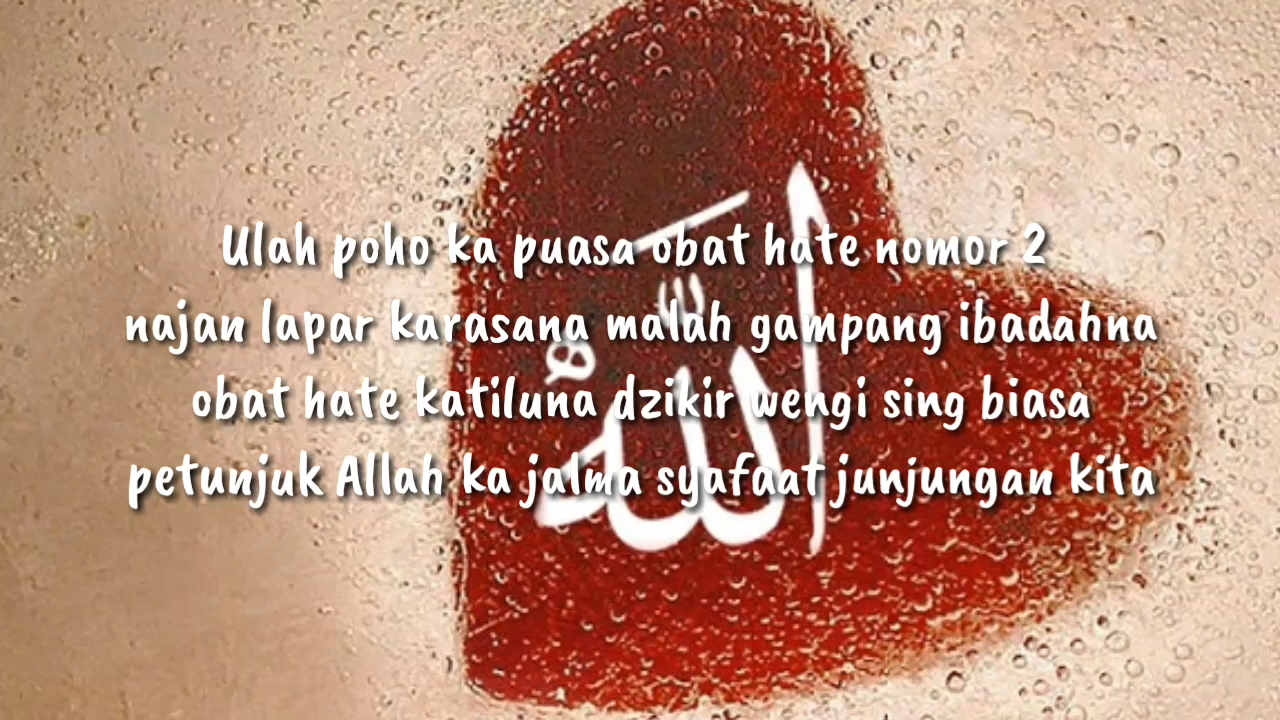 Ulah poho ka puasa obat hate nomor 2
najan lapar karasana malah gampang ibadahna
obat hate katiluna dzikir wengi sing biasa
petunjuk Allah ka jalma syafaat junjungan kita
الله